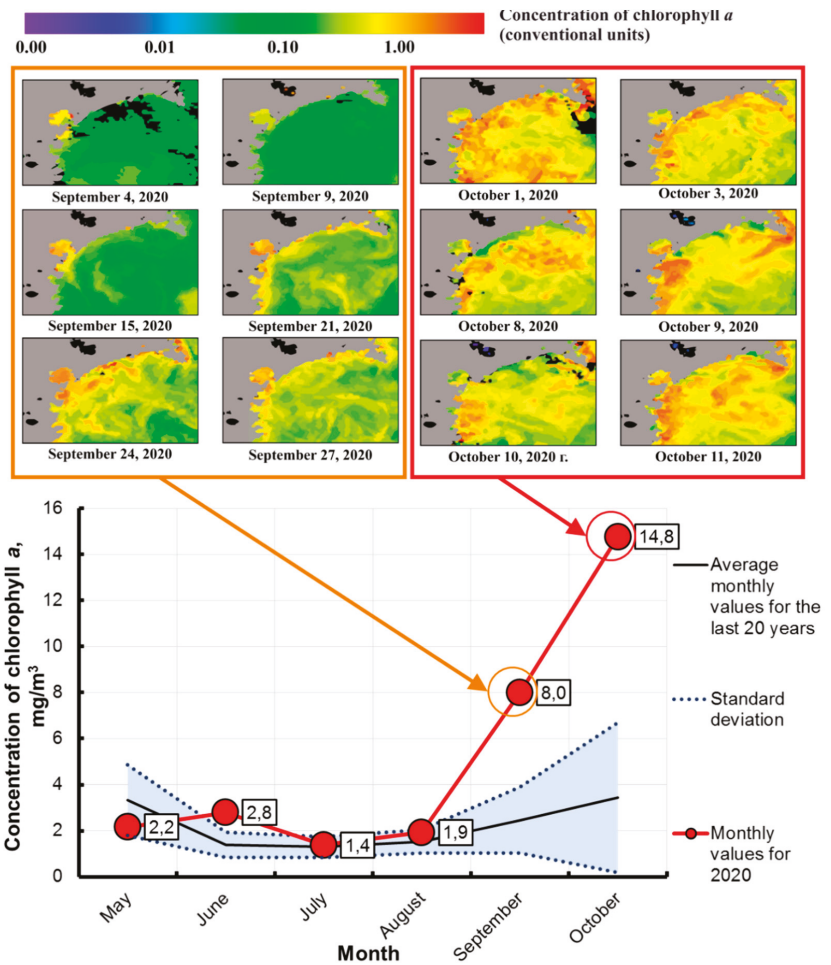 Concentration of chlorophyll a
(conventional units)
0.00 0.01 0.10 1.00
September 4, 2020 September 9, 2020 October 1, 2020 October 3, 2020
September 15, 2020 September 21, 2020 October 8, 2020 October 9, 2020
September 24, 2020 September 27, 2020 October 10, 2020 г. October 11, 2020
Concentration of chlorophyll a,
mg/m³
16
14
12
10
8
6
4
2
0
2,2
2,8
1,4
1,9
8,0
14,8
May June July August September October
Month
Average
monthly
values for the
last 20 years
Standard
deviation
Monthly
values for
2020